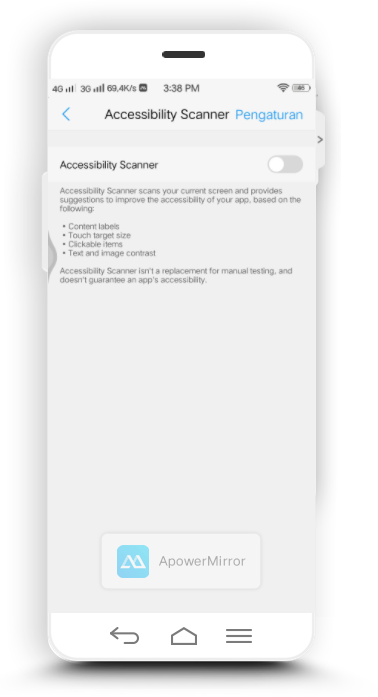 4G 3G 69,4K/s 3:38 PM 85
Accessibility Scanner Pengaturan
Accessibility Scanner
Accessibility Scanner scans your current screen and provides
suggestions to improve the accessibility of your app, based on the
following:
• Content labels
• Touch target size
• Clickable items
• Text and image contrast
Accessibility Scanner isn't a replacement for manual testing, and
doesn't guarantee an app's accessibility.
ApowerMirror